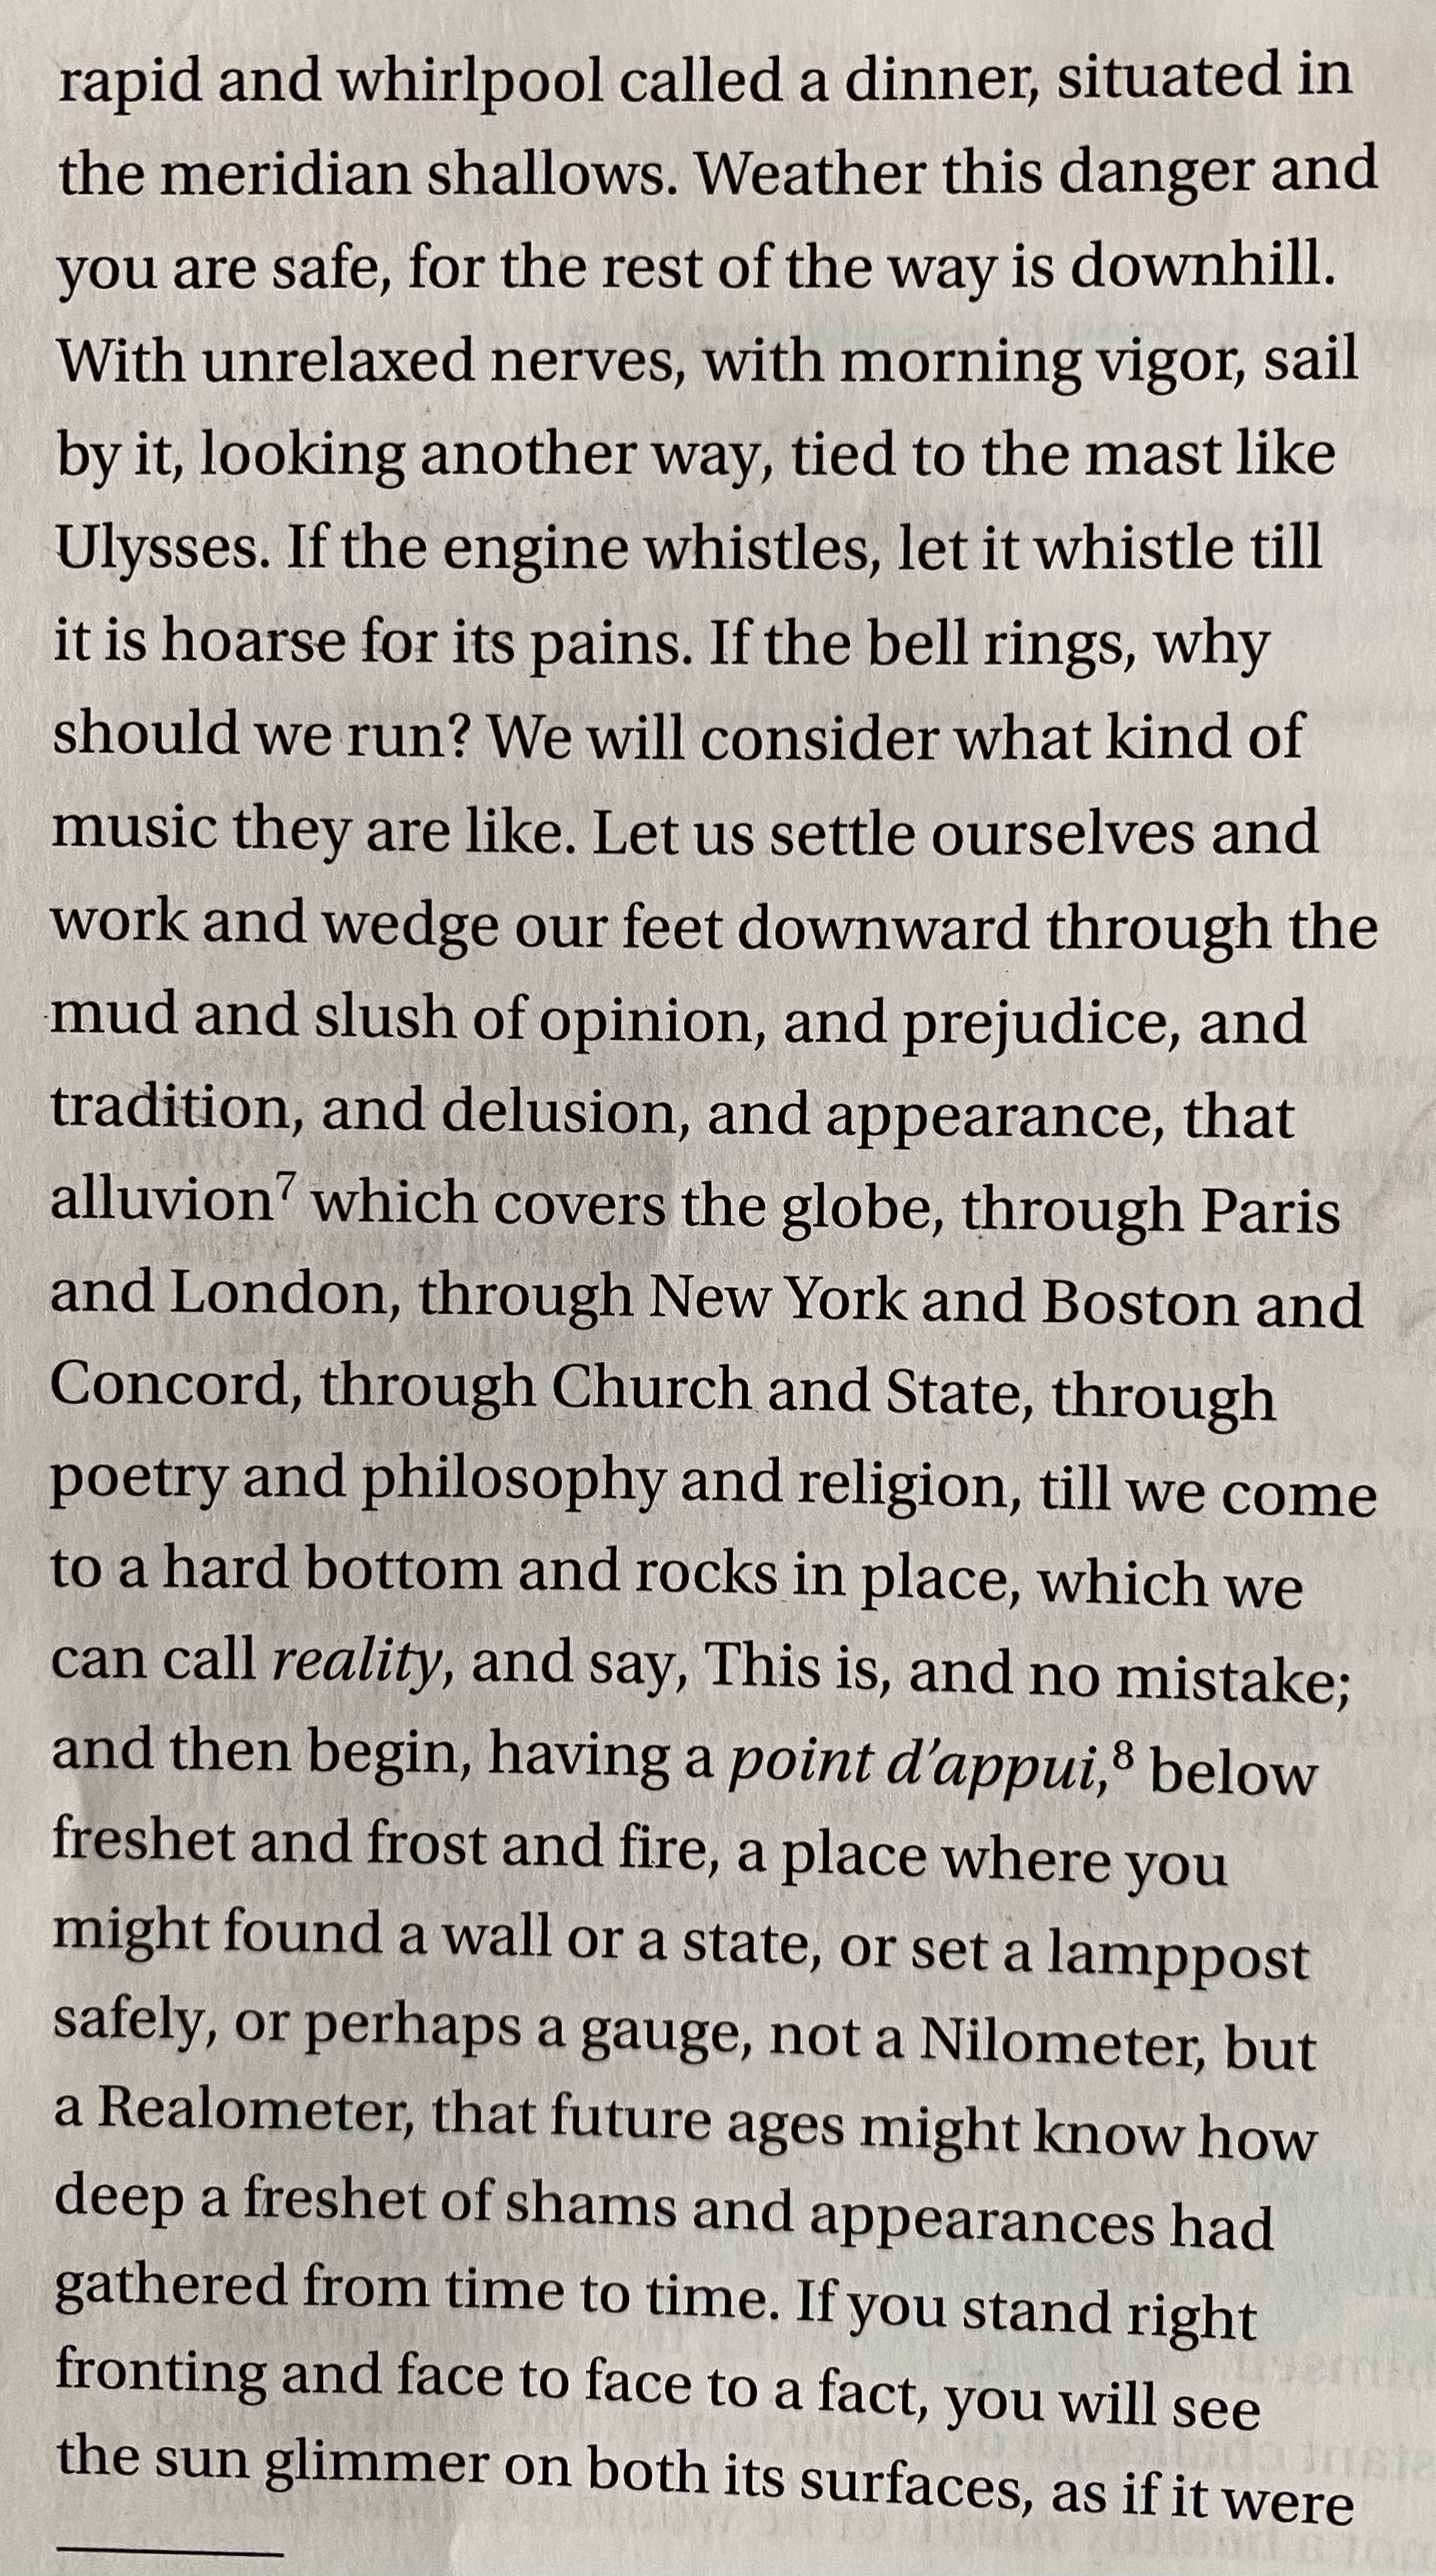 rapid and whirlpool called a dinner, situated in
the meridian shallows. Weather this danger and
you are safe, for the rest of the way is downhill.
With unrelaxed nerves, with morning vigor, sail
by it, looking another way, tied to the mast like
Ulysses. If the engine whistles, let it whistle till
it is hoarse for its pains. If the bell rings, why
should we run? We will consider what kind of
music they are like. Let us settle ourselves and
work and wedge our feet downward through the
mud and slush of opinion, and prejudice, and
tradition, and delusion, and appearance, that
alluvion⁷ which covers the globe, through Paris
and London, through New York and Boston and
Concord, through Church and State, through
poetry and philosophy and religion, till we come
to a hard bottom and rocks in place, which we
can call reality, and say, This is, and no mistake;
and then begin, having a point d’appui,⁸ below
freshet and frost and fire, a place where you
might found a wall or a state, or set a lamppost
safely, or perhaps a gauge, not a Nilometer, but
a Realometer, that future ages might know how
deep a freshet of shams and appearances had
gathered from time to time. If you stand right
fronting and face to face to a fact, you will see
the sun glimmer on both its surfaces, as if it were